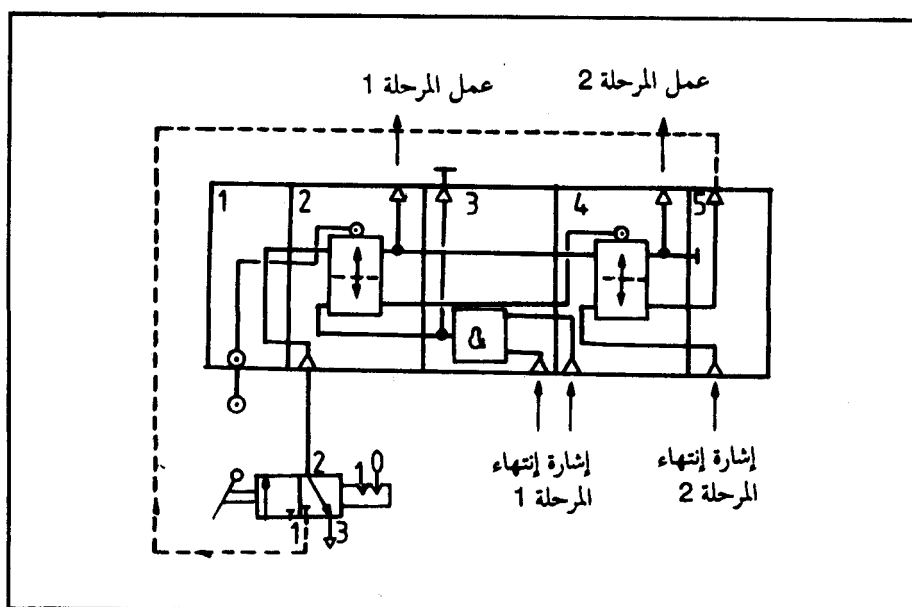 عمل المرحلة 1
عمل المرحلة 2
1
2
3
4
5
&
إشارة إنتهاء
المرحلة 1
إشارة إنتهاء
المرحلة 2
2
1
0
1
3